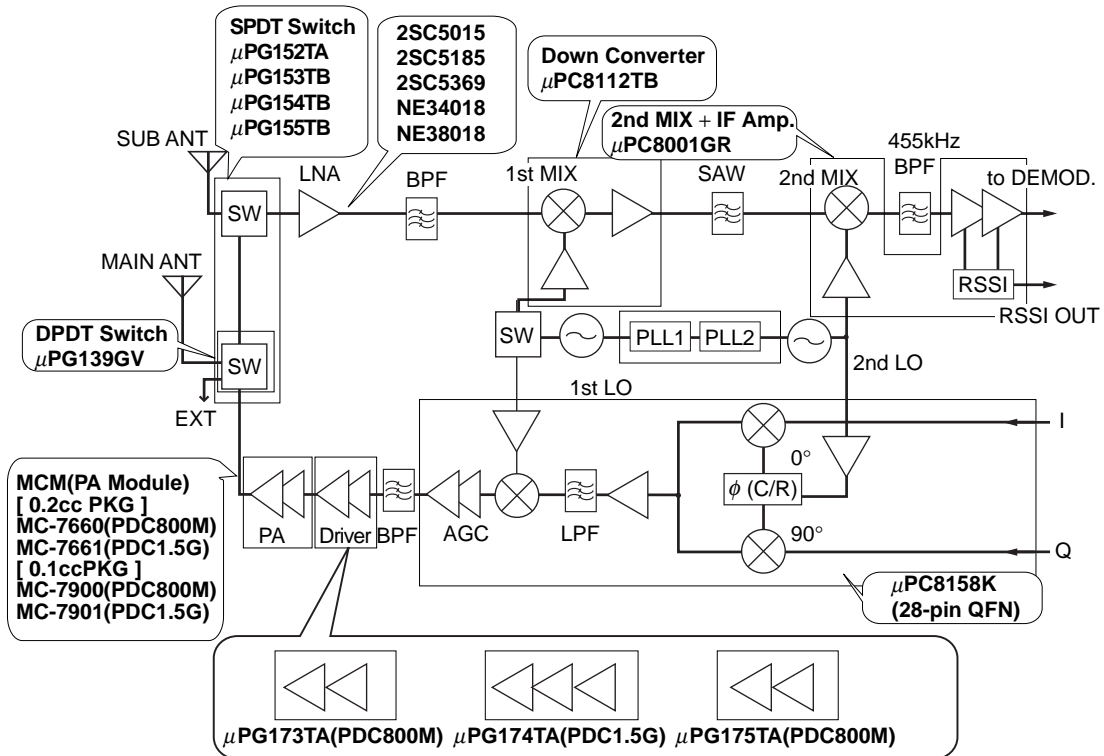 SPDT Switch
μPG152TA
μPG153TB
μPG154TB
μPG155TB
2SC5015
2SC5185
2SC5369
NE34018
NE38018
Down Converter
μPC8112TB
2nd MIX + IF Amp.
μPC8001GR
SUB ANT
LNA
BPF
1st MIX
SAW
2nd MIX
455kHz
BPF
to DEMOD.
SW
MAIN ANT
RSSI
RSSI OUT
DPDT Switch
μPG139GV
SW
EXT
SW
PLL1
PLL2
1st LO
2nd LO
I
0°
φ (C/R)
90°
Q
MCM(PA Module)
[ 0.2cc PKG ]
MC-7660(PDC800M)
MC-7661(PDC1.5G)
[ 0.1ccPKG ]
MC-7900(PDC800M)
MC-7901(PDC1.5G)
PA
Driver
BPF
AGC
LPF
μPC8158K
(28-pin QFN)
μPG173TA(PDC800M)
μPG174TA(PDC1.5G)
μPG175TA(PDC800M)